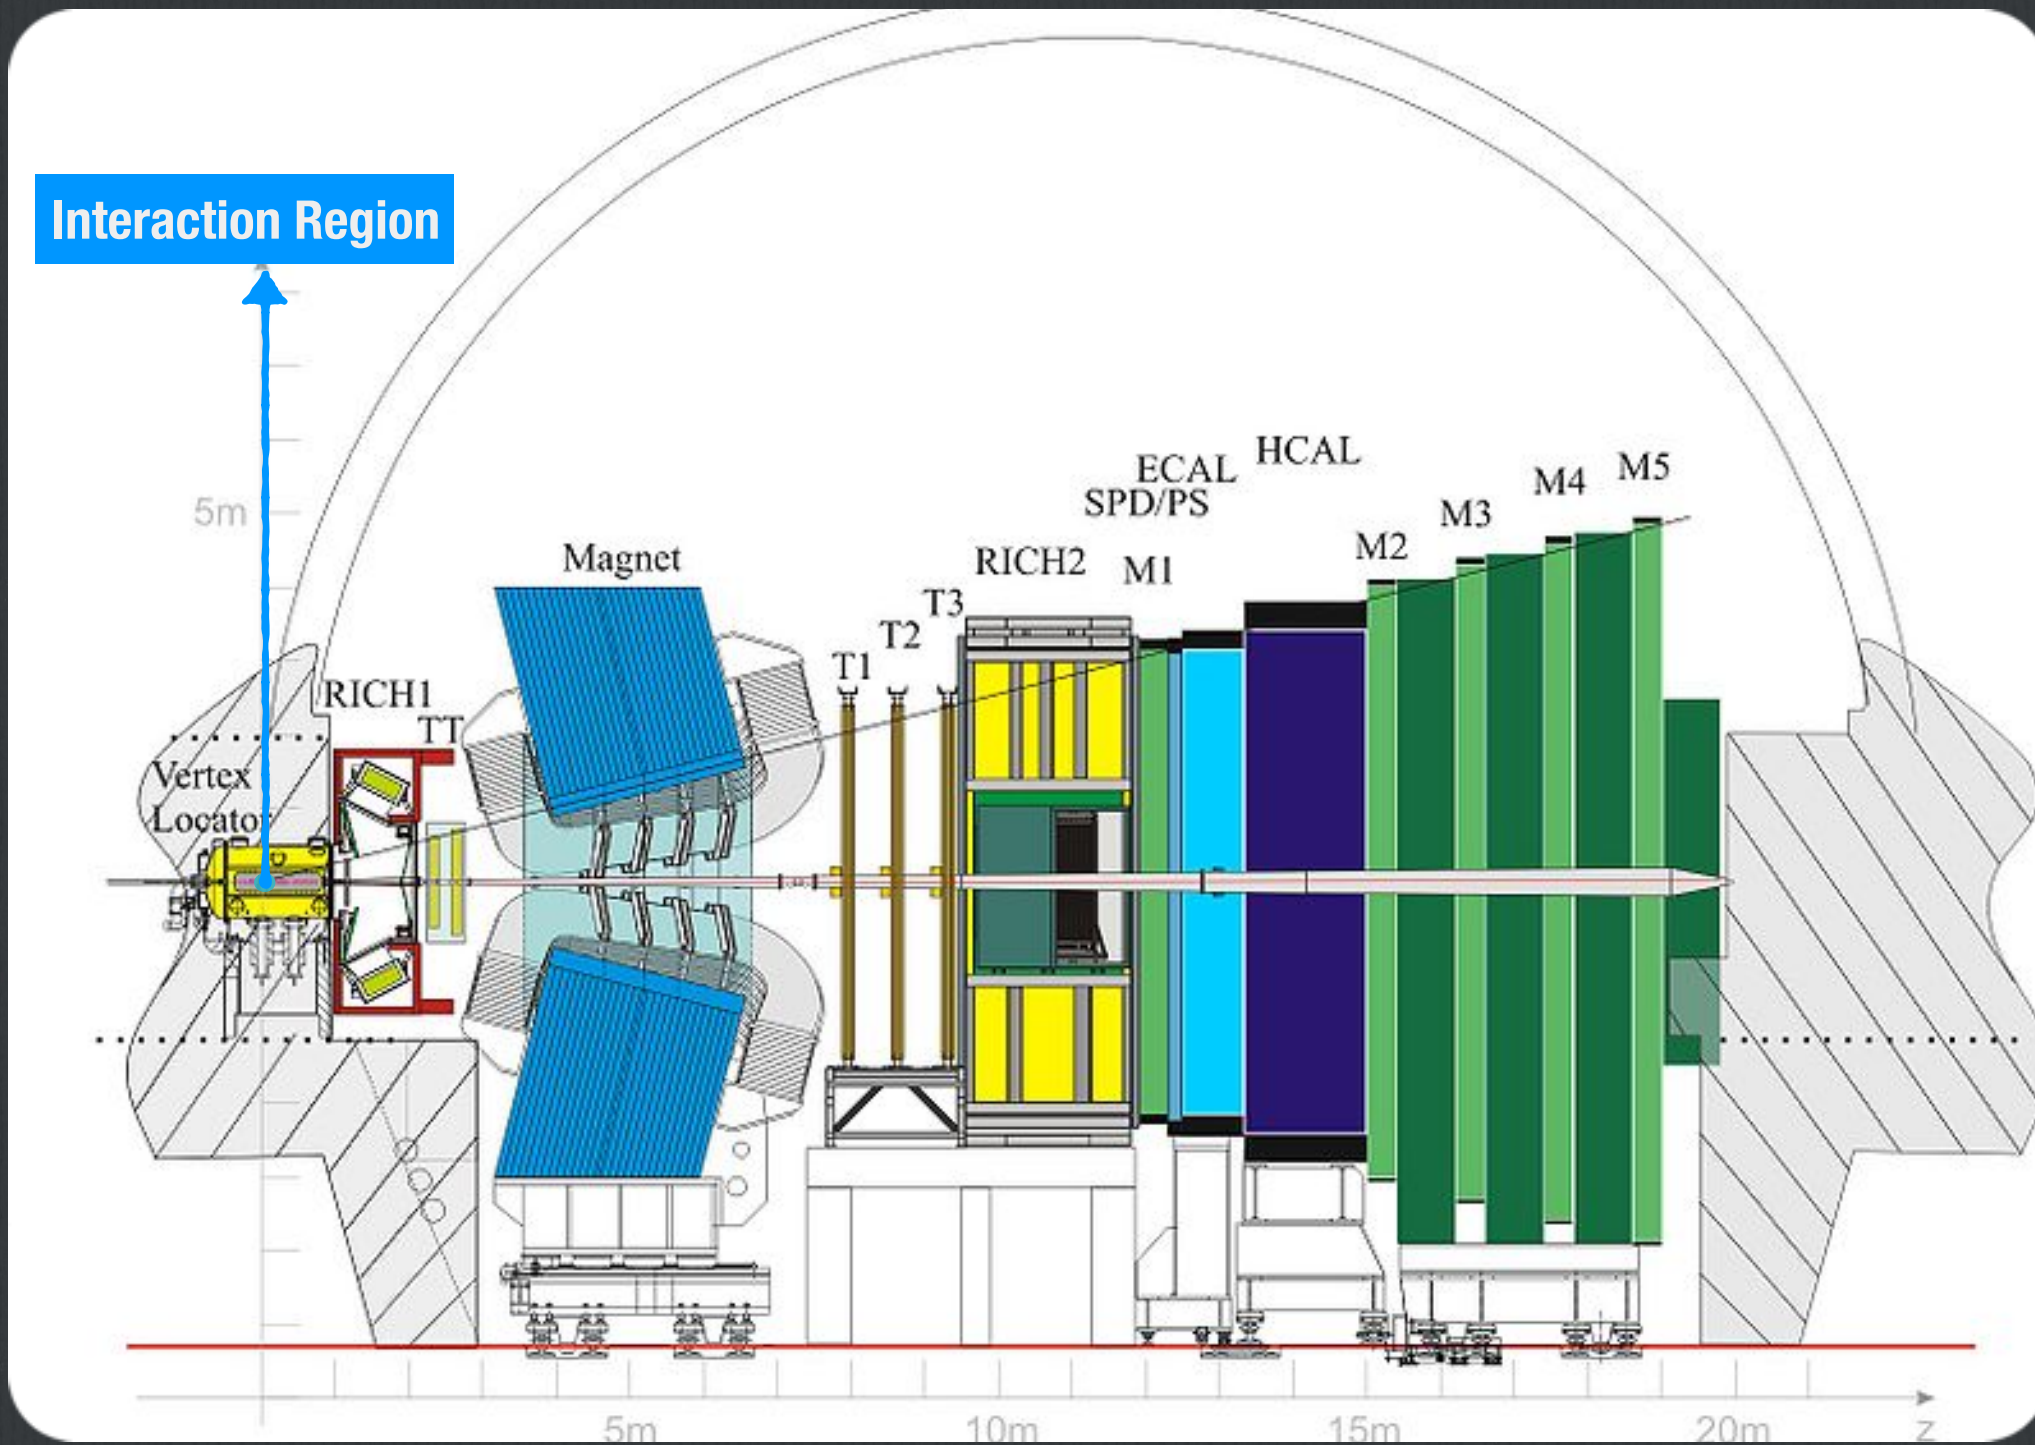 Interaction Region
HCAL
ECAL
M5
M4
SPD/PS
M3
5m
M2
Magnet
RICH2
M1
T3
T2
T1
RICH1
TT
Vertex
Locator
5m
10m
15m
20m
z